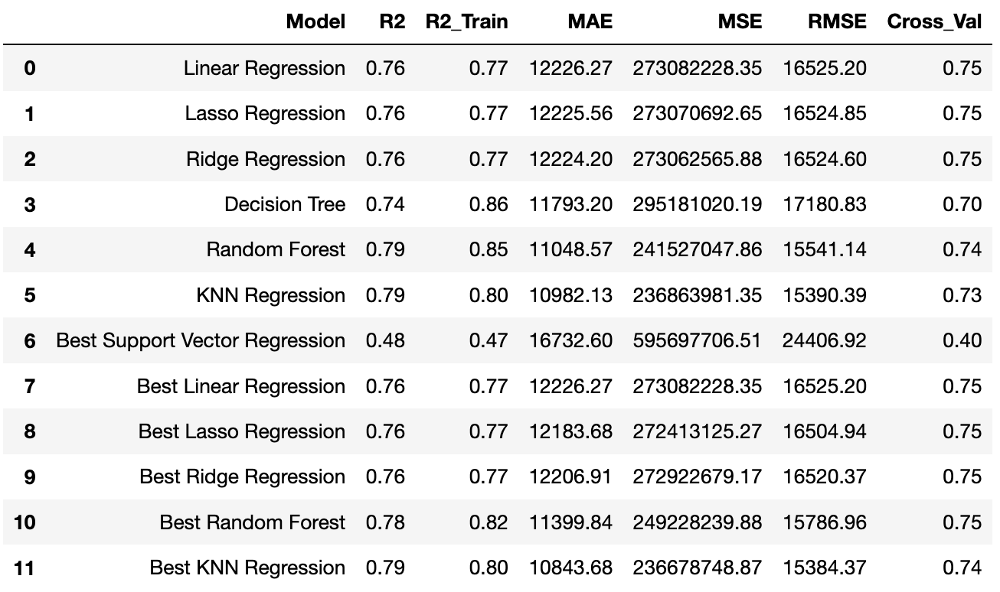 Model R2 R2_Train MAE MSE RMSE Cross_Val
0 Linear Regression 0.76 0.77 12226.27 273082228.35 16525.20 0.75
1 Lasso Regression 0.76 0.77 12225.56 273070692.65 16524.85 0.75
2 Ridge Regression 0.76 0.77 12224.20 273062565.88 16524.60 0.75
3 Decision Tree 0.74 0.86 11793.20 295181020.19 17180.83 0.70
4 Random Forest 0.79 0.85 11048.57 241527047.86 15541.14 0.74
5 KNN Regression 0.79 0.80 10982.13 236863981.35 15390.39 0.73
6 Best Support Vector Regression 0.48 0.47 16732.60 595697706.51 24406.92 0.40
7 Best Linear Regression 0.76 0.77 12226.27 273082228.35 16525.20 0.75
8 Best Lasso Regression 0.76 0.77 12183.68 272413125.27 16504.94 0.75
9 Best Ridge Regression 0.76 0.77 12206.91 272922679.17 16520.37 0.75
10 Best Random Forest 0.78 0.82 11399.84 249228239.88 15786.96 0.75
11 Best KNN Regression 0.79 0.80 10843.68 236678748.87 15384.37 0.74